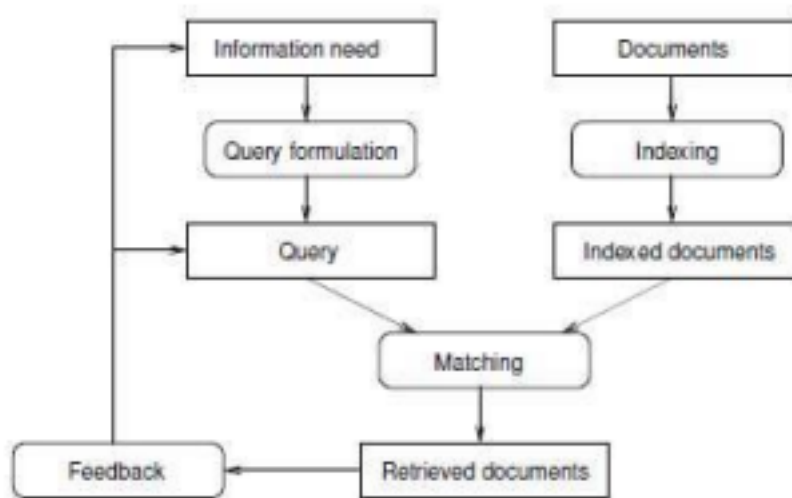 Information need
Documents
Query formulation
Indexing
Query
Indexed documents
Matching
Feedback
Retrieved documents